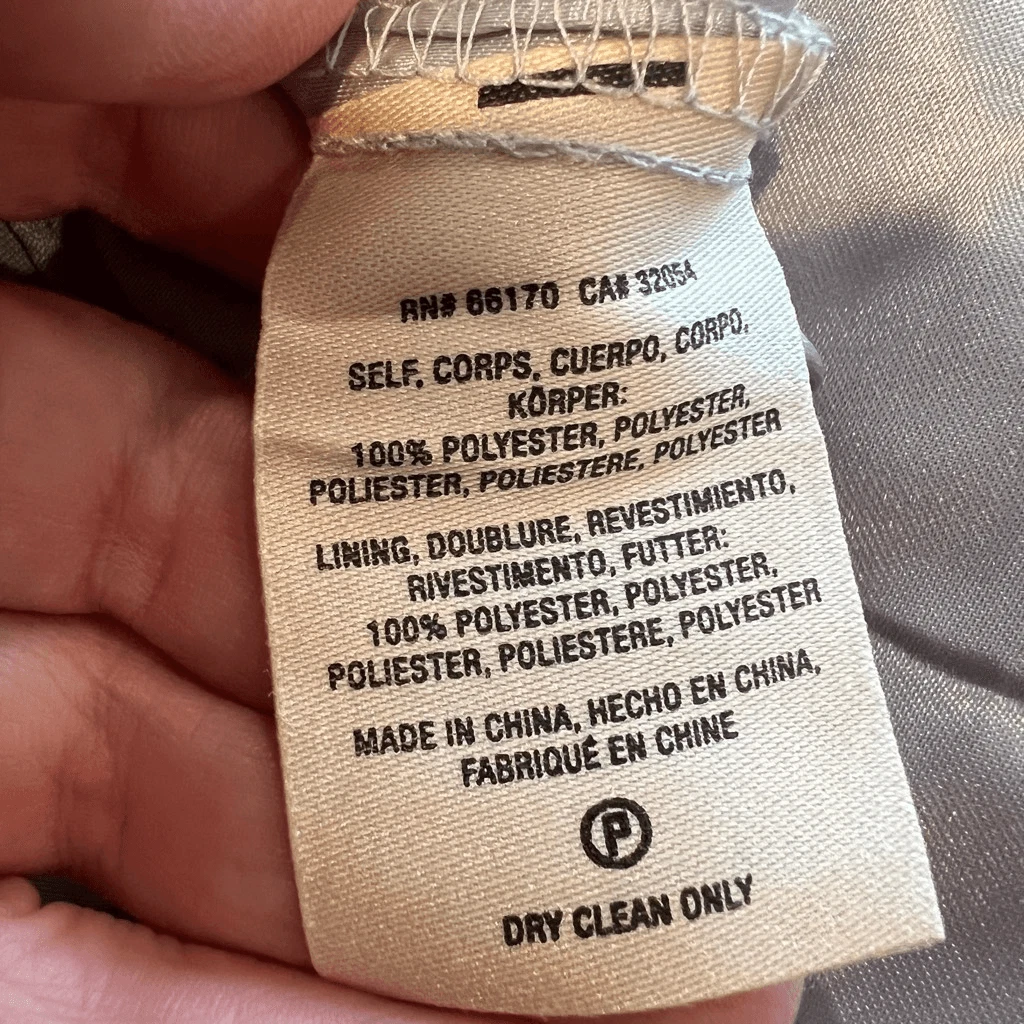 RN# 66170 CA# 32054
SELF, CORPS, CUERPO, CORPO,
KÖRPER:
100% POLYESTER, POLYESTER,
POLIESTER, POLIESTERE, POLYESTER
LINING, DOUBLURE, REVESTIMIENTO,
RIVESTIMENTO, FUTTER:
100% POLYESTER, POLYESTER,
POLIESTER, POLIESTERE, POLYESTER
MADE IN CHINA, HECHO EN CHINA,
FABRIQUÉ EN CHINE
P
DRY CLEAN ONLY